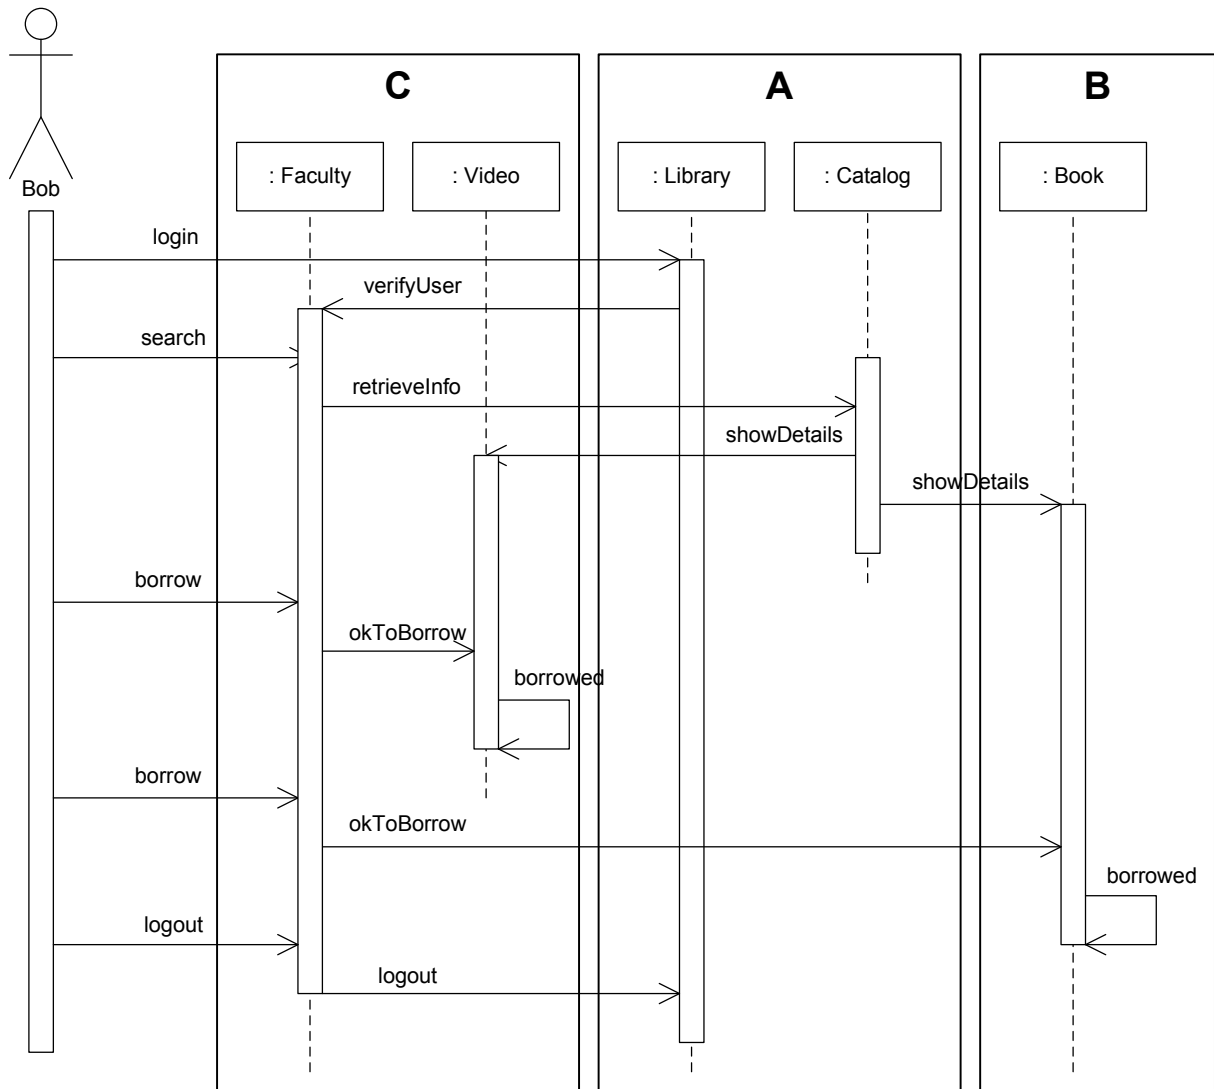 C
A
B
: Faculty
: Video
: Library
: Catalog
: Book
Bob
login
verifyUser
search
retrieveInfo
showDetails
showDetails
borrow
okToBorrow
borrowed
borrow
okToBorrow
borrowed
logout
logout